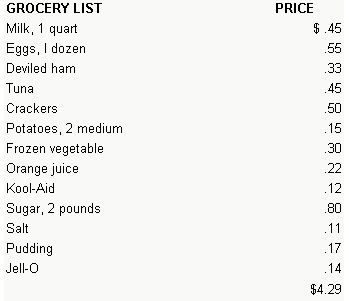 GROCERY LIST PRICE
Milk, 1 quart $ .45
Eggs, I dozen .55
Deviled ham .33
Tuna .45
Crackers .50
Potatoes, 2 medium .15
Frozen vegetable .30
Orange juice .22
Kool-Aid .12
Sugar, 2 pounds .80
Salt .11
Pudding .17
Jell-O .14
$4.29